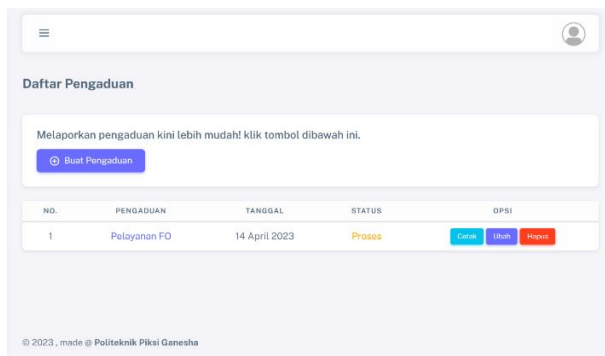 Daftar Pengaduan
Melaporkan pengaduan kini lebih mudah! klik tombol dibawah ini.
Buat Pengaduan
NO. PENGADUAN TANGGAL STATUS OPSI
1 Pelayanan FO 14 April 2023 Proses Cetak Ubah Hapus
© 2023 , made @ Politeknik Piksi Ganesha